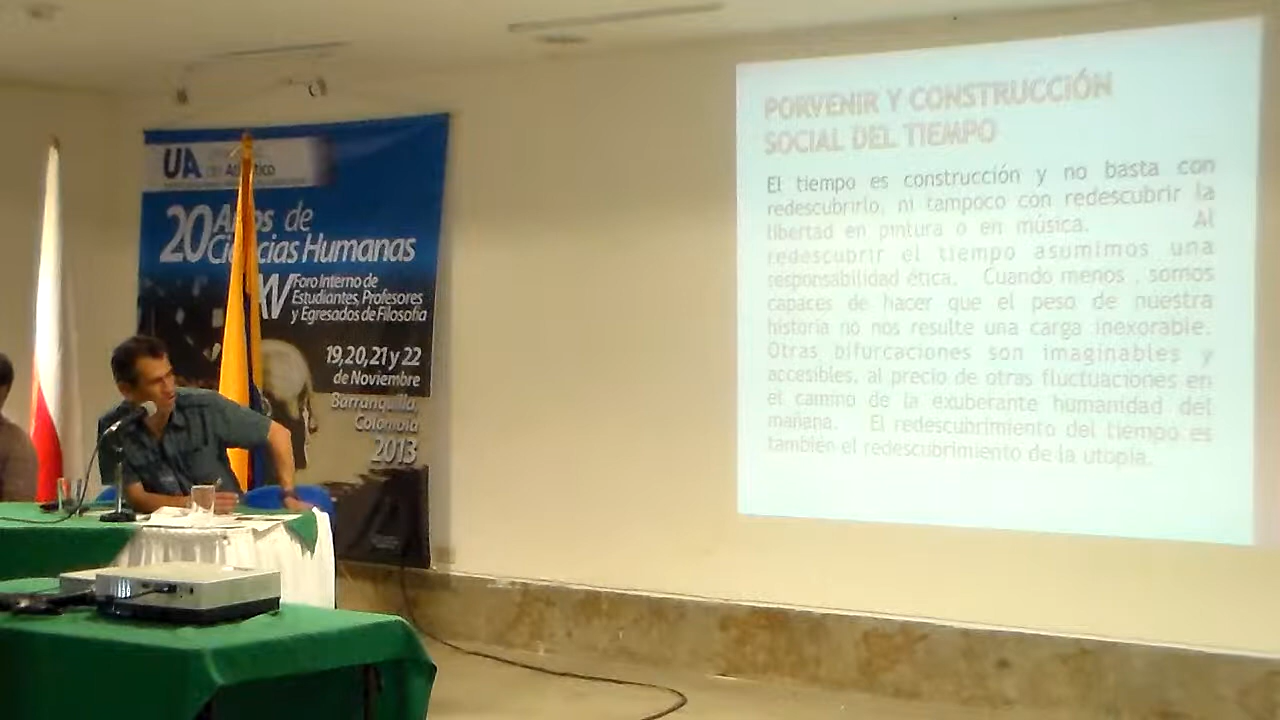 UA
del Atlántico
20 Años de
Ciencias Humanas
XV Foro Interno de
Estudiantes, Profesores
y Egresados de Filosofía
19, 20, 21 y 22
de Noviembre
Barranquilla,
Colombia
2013
PORVENIR Y CONSTRUCCIÓN
SOCIAL DEL TIEMPO
El tiempo es construcción y no basta con
redescubrirlo, ni tampoco con redescubrir la
libertad en pintura o en música. Al
redescubrir el tiempo asumimos una
responsabilidad ética. Cuando menos , somos
capaces de hacer que el peso de nuestra
historia no nos resulte una carga inexorable.
Otras bifurcaciones son imaginables y
accesibles, al precio de otras fluctuaciones en
el camino de la exuberante humanidad del
mañana. El redescubrimiento del tiempo es
también el redescubrimiento de la utopía.